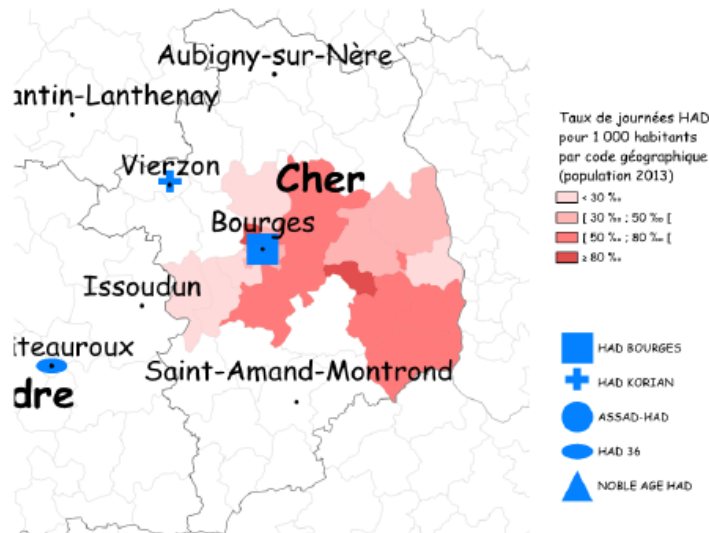 Aubigny-sur-Nère
antin-Lanthenay
Vierzon
Cher
Bourges
Issoudun
iteauroux
Saint-Amand-Montrond
dre
Taux de journées HAD
pour 1 000 habitants
par code géographique
(population 2013)
< 30 ‰
[ 30 ‰ ; 50 ‰ [
[ 50 ‰ ; 80 ‰ [
≥ 80 ‰
HAD BOURGES
HAD KORIAN
ASSAD-HAD
HAD 36
NOBLE AGE HAD